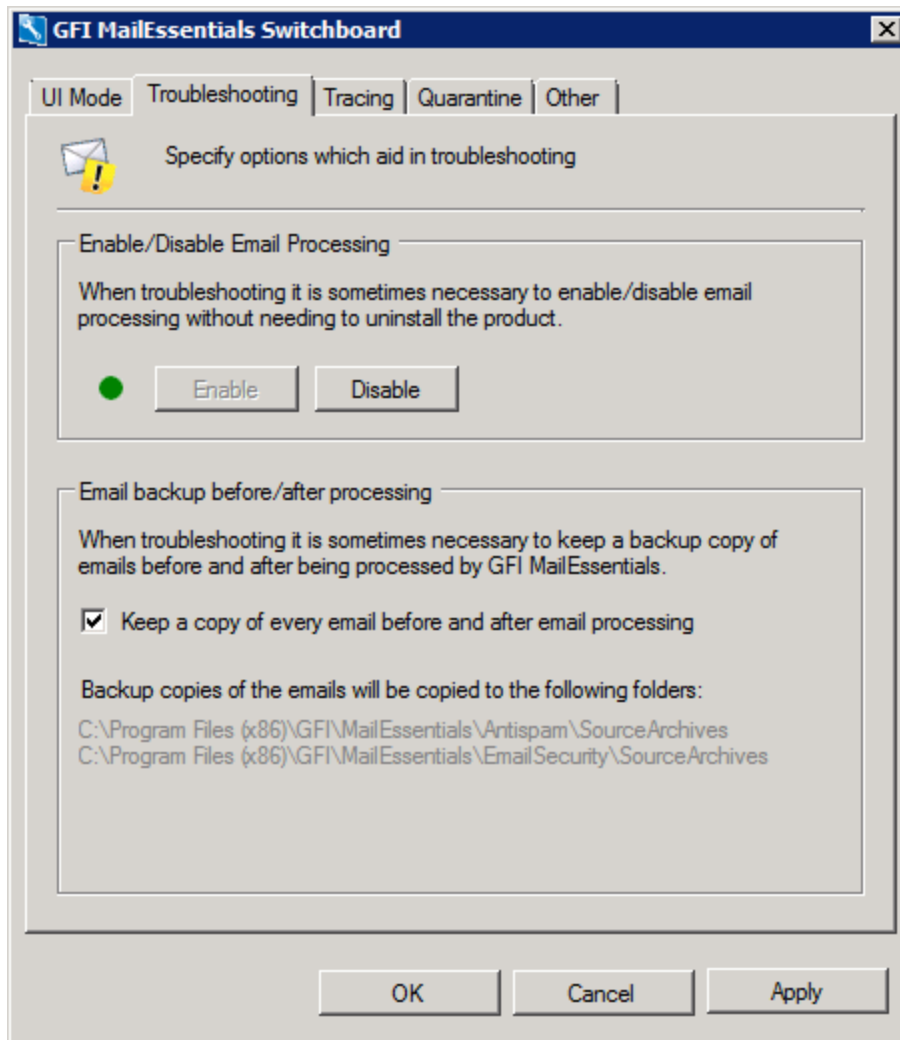 GFI MailEssentials Switchboard
UI Mode Troubleshooting Tracing Quarantine Other
Specify options which aid in troubleshooting
Enable/Disable Email Processing
When troubleshooting it is sometimes necessary to enable/disable email
processing without needing to uninstall the product.
Enable Disable
Email backup before/after processing
When troubleshooting it is sometimes necessary to keep a backup copy of
emails before and after being processed by GFI MailEssentials.
Keep a copy of every email before and after email processing
Backup copies of the emails will be copied to the following folders:
C:\Program Files (x86)\GFI\MailEssentials\Antispam\SourceArchives
C:\Program Files (x86)\GFI\MailEssentials\EmailSecurity\SourceArchives
OK Cancel Apply